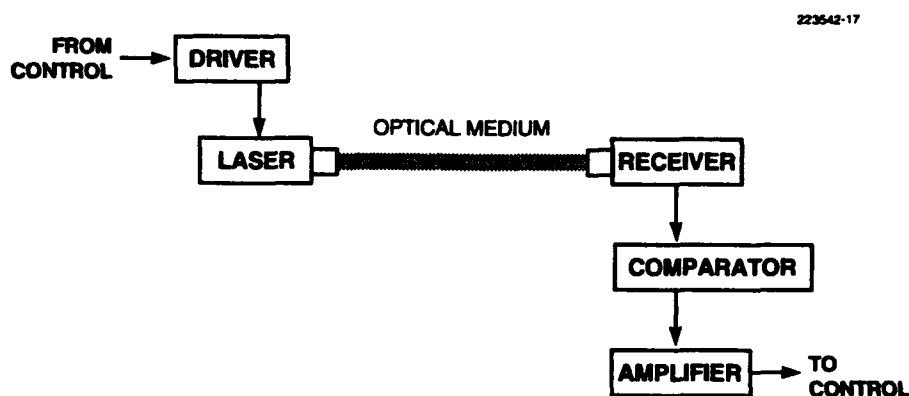 223542-17
FROM
CONTROL
DRIVER
OPTICAL MEDIUM
LASER
RECEIVER
COMPARATOR
AMPLIFIER
TO
CONTROL